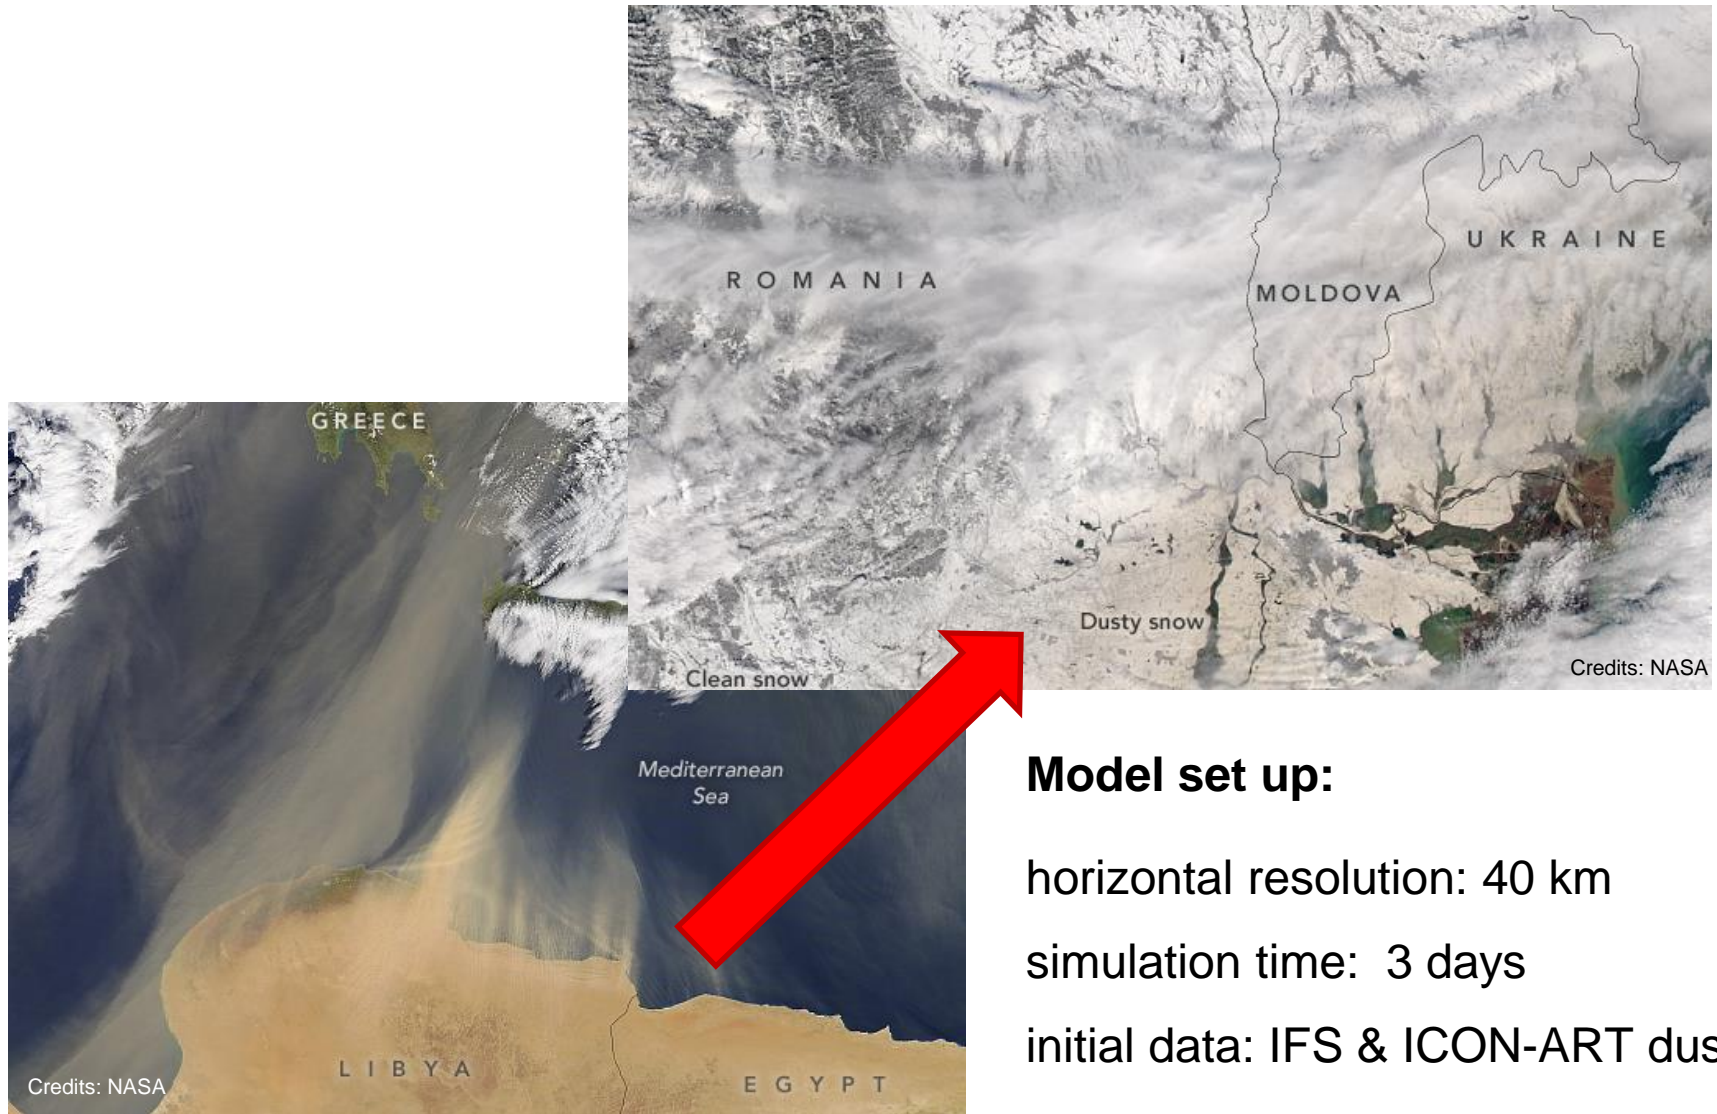 ROMANIA
MOLDOVA
UKRAINE
Dusty snow
Clean snow
Credits: NASA
GREECE
Mediterranean
Sea
LIBYA
EGYPT
Credits: NASA
Model set up:
horizontal resolution: 40 km
simulation time: 3 days
initial data: IFS & ICON-ART dus